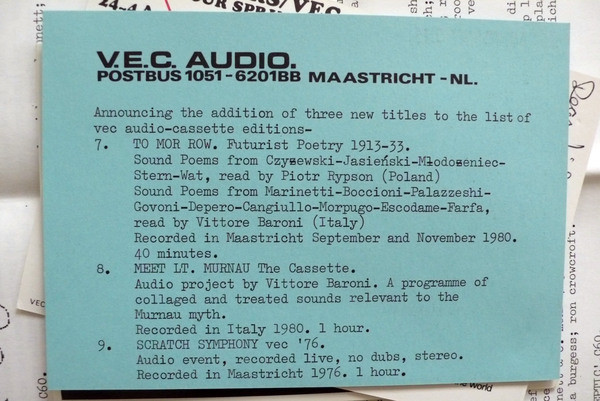 V.E.C. AUDIO.
POSTBUS 1051-6201BB MAASTRICHT -NL.
Announcing the addition of three new titles to the list of
vec audio-cassette editions-
7. TO MOR ROW. Futurist Poetry 1913-33.
Sound Poems from Czyżewski-Jasieński-Młodożeniec-
Stern-Wat, read by Piotr Rypson (Poland)
Sound Poems from Marinetti-Boccioni-Palazzeshi-
Govoni-Depero-Cangiullo-Morpugo-Escodame-Farfa,
read by Vittore Baroni (Italy)
Recorded in Maastricht September and November 1980.
40 minutes.
8. MEET LT. MURNAU The Cassette.
Audio project by Vittore Baroni. A programme of
collaged and treated sounds relevant to the
Murnau myth.
Recorded in Italy 1980. 1 hour.
9. SCRATCH SYMPHONY vec '76.
Audio event, recorded live, no dubs, stereo.
Recorded in Maastricht 1976. 1 hour.
a burgess; ron crowcroft.
C60.
VEC
world